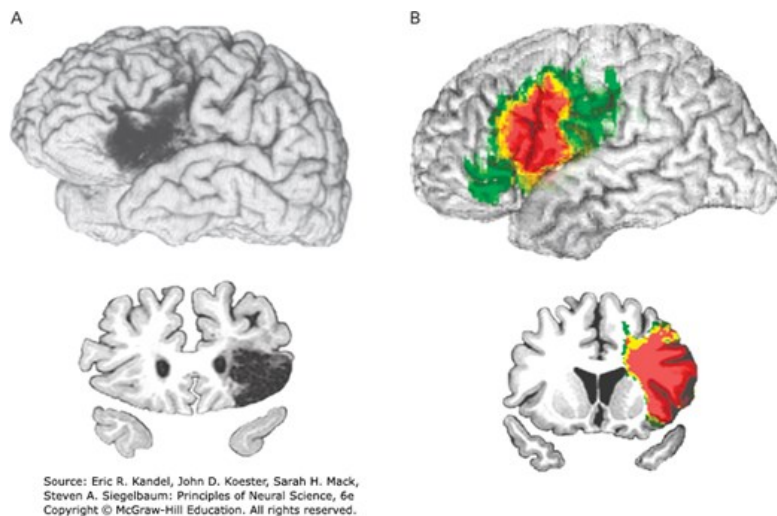 A
B
Source: Eric R. Kandel, John D. Koester, Sarah H. Mack,
Steven A. Siegelbaum: Principles of Neural Science, 6e
Copyright © McGraw-Hill Education. All rights reserved.